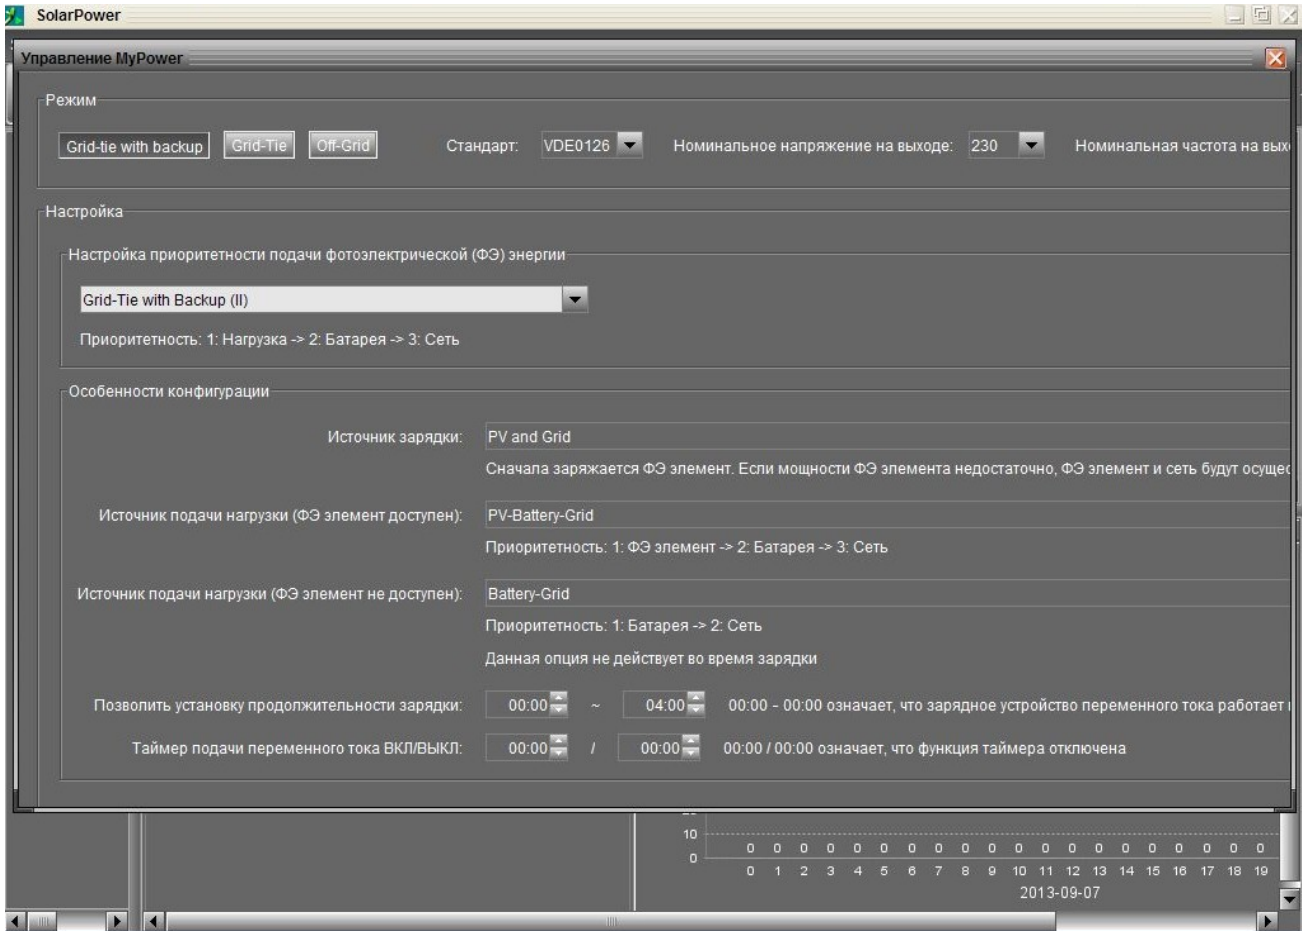 SolarPower
Управление MyPower
Режим
Grid-tie with backup Grid-Tie Off-Grid Стандарт: VDE0126 Номинальное напряжение на выходе: 230 Номинальная частота на
Настройка
Настройка приоритетности подачи фотоэлектрической (ФЭ) энергии
Grid-Tie with Backup (II)
Приоритетность: 1: Нагрузка -> 2: Батарея -> 3: Сеть
Особенности конфигурации
Источник зарядки: PV and Grid
Сначала заряжается ФЭ элемент. Если мощности ФЭ элемента недостаточно, ФЭ элемент и сеть будут
Источник подачи нагрузки (ФЭ элемент доступен): PV-Battery-Grid
Приоритетность: 1: ФЭ элемент -> 2: Батарея -> 3: Сеть
Источник подачи нагрузки (ФЭ элемент не доступен): Battery-Grid
Приоритетность: 1: Батарея -> 2: Сеть
Данная опция не действует во время зарядки
Позволить установку продолжительности зарядки: 00:00 ~ 04:00 00:00 - 00:00 означает, что зарядное устройство переменного тока работает
Таймер подачи переменного тока ВКЛ/ВЫКЛ: 00:00 / 00:00 00:00 / 00:00 означает, что функция таймера отключена
10
0 0 0 0 0 0 0 0 0 0 0 0 0 0 0 0 0 0 0 0
0
0 1 2 3 4 5 6 7 8 9 10 11 12 13 14 15 16 17 18 19
2013-09-07